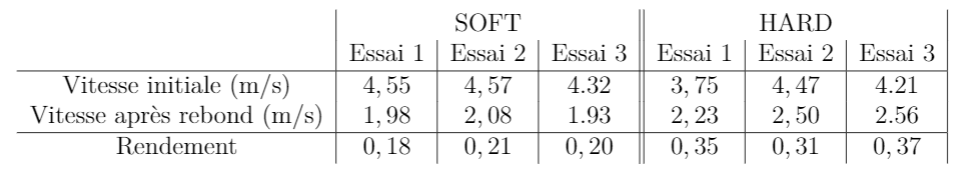 SOFT HARD
Essai 1 Essai 2 Essai 3 Essai 1 Essai 2 Essai 3
Vitesse initiale (m/s) 4,55 4,57 4.32 3,75 4,47 4.21
Vitesse après rebond (m/s) 1,98 2,08 1.93 2,23 2,50 2.56
Rendement 0,18 0,21 0,20 0,35 0,31 0,37